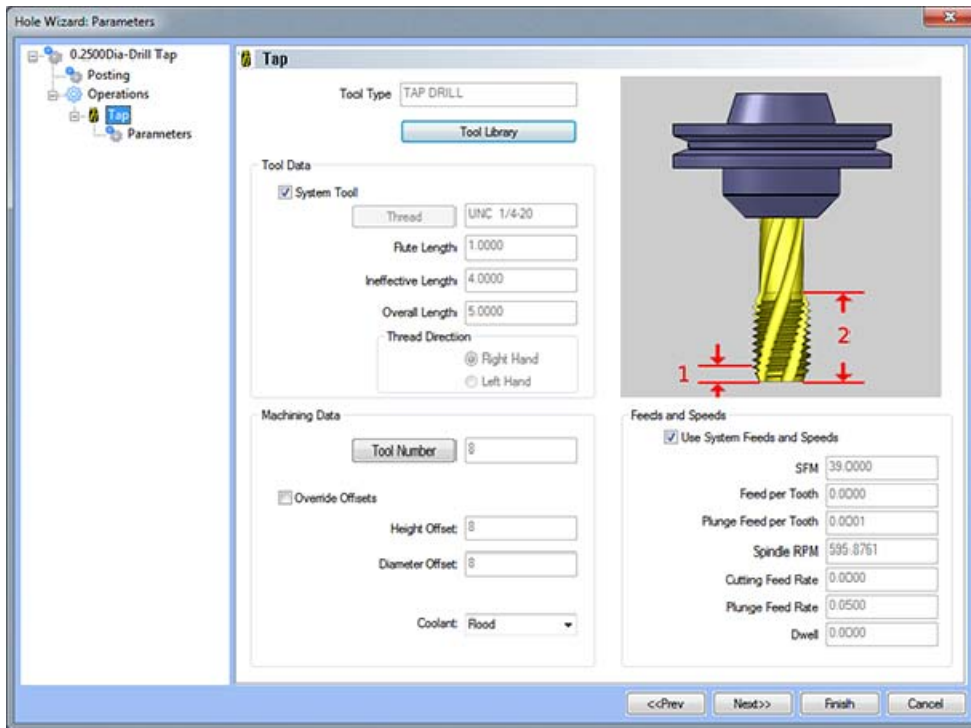 Hole Wizard: Parameters
0.2500Dia-Drill Tap
Posting
Operations
Tap
Parameters
Tap
Tool Type TAP DRILL
Tool Library
Tool Data
System Tool
Thread UNC 1/4-20
Flute Length: 1.0000
Ineffective Length: 4.0000
Overall Length: 5.0000
Thread Direction
Right Hand
Left Hand
1
2
Machining Data
Tool Number 8
Override Offsets
Height Offset: 8
Diameter Offset: 8
Coolant: Flood
Feeds and Speeds
Use System Feeds and Speeds
SFM 39.0000
Feed per Tooth 0.0000
Plunge Feed per Tooth 0.0001
Spindle RPM 595.8761
Cutting Feed Rate 0.0000
Plunge Feed Rate 0.0500
Dwell 0.0000
<<Prev Next>> Finish Cancel